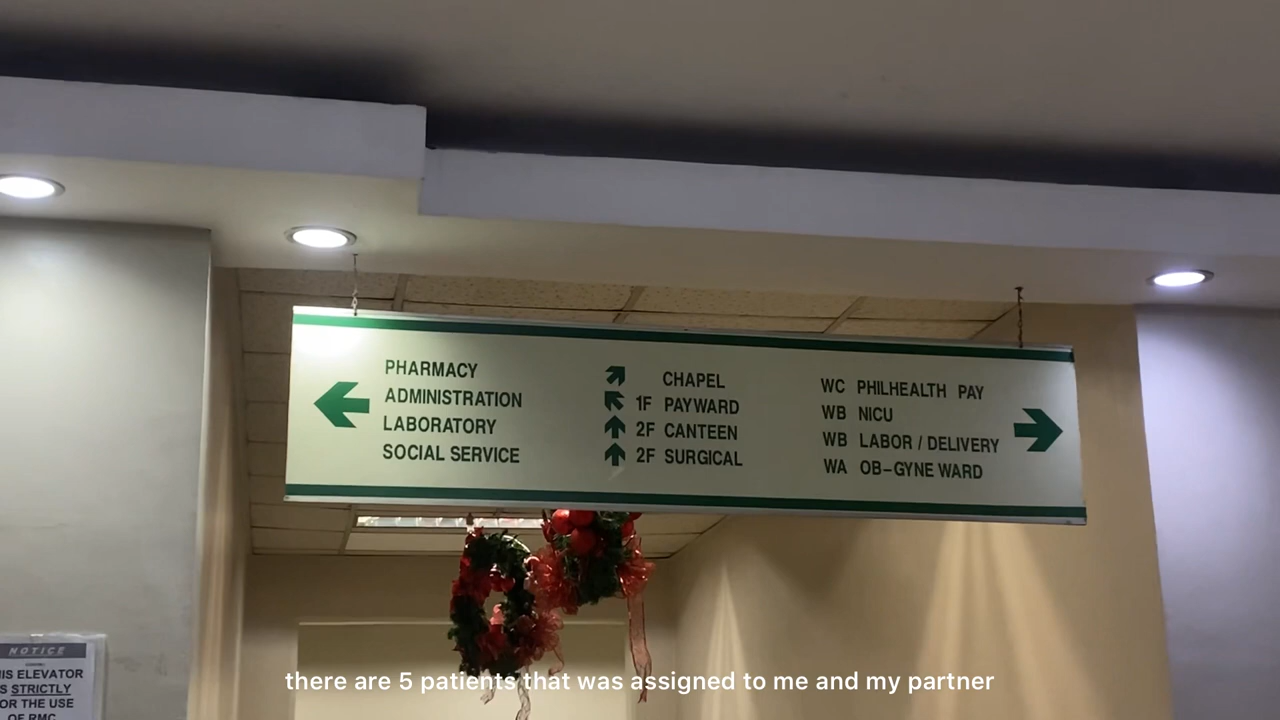 PHARMACY
ADMINISTRATION
LABORATORY
SOCIAL SERVICE
CHAPEL
1F PAYWARD
2F CANTEEN
2F SURGICAL
WC PHILHEALTH PAY
WB NICU
WB LABOR / DELIVERY
WA OB-GYNE WARD
NOTICE
ELEVATOR
STRICTLY
THE USE
OF RMC
there are 5 patients that was assigned to me and my partner